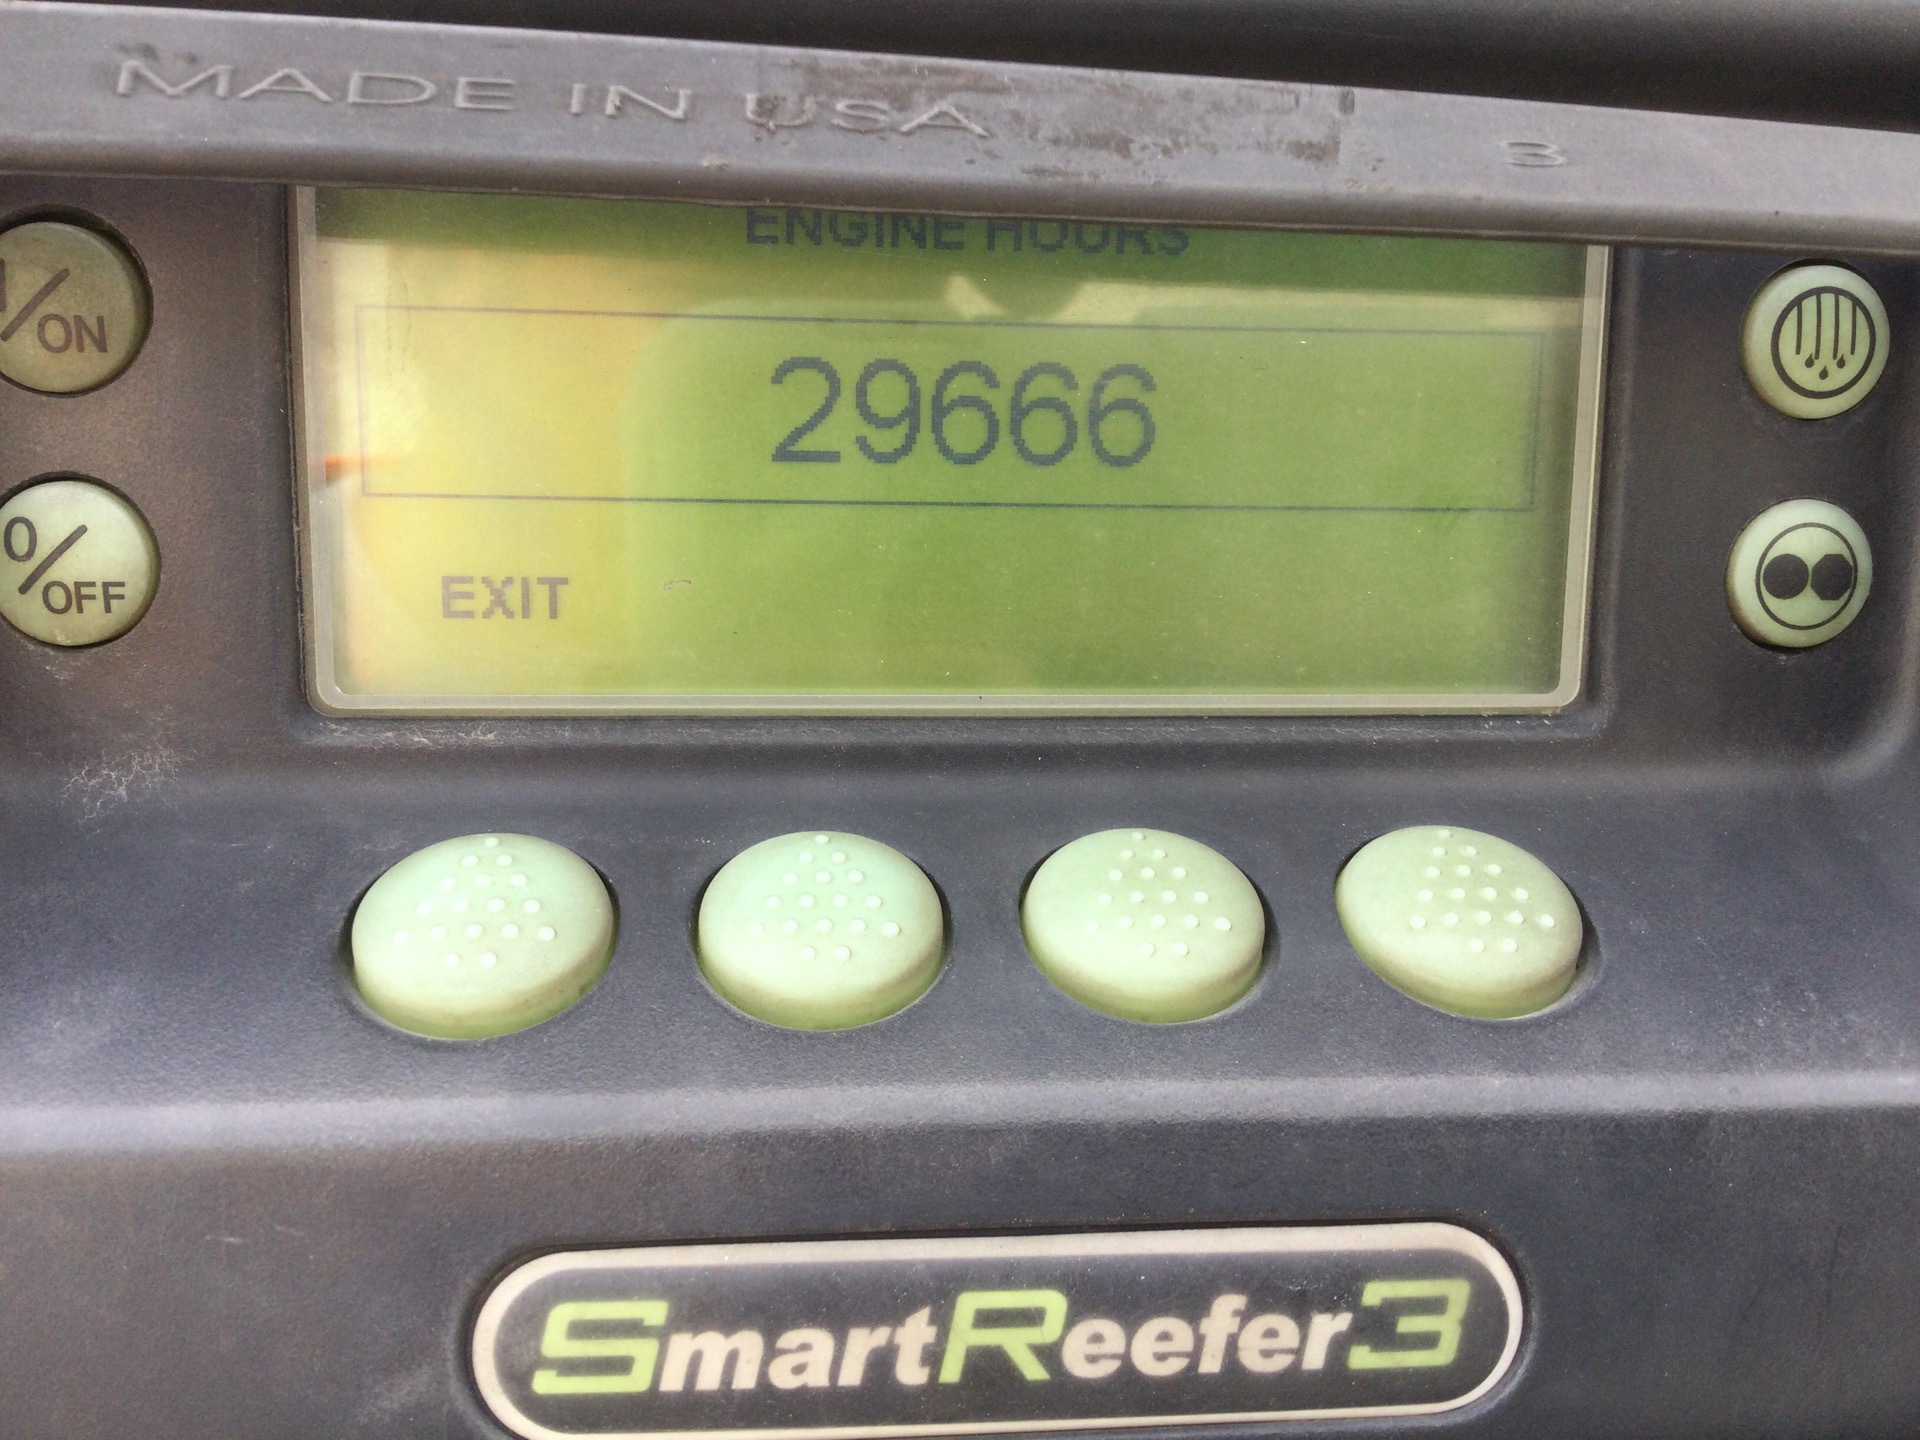 MADE IN USA 3
ENGINE HOURS
/ON
29666
0/OFF
EXIT
SmartReefer3